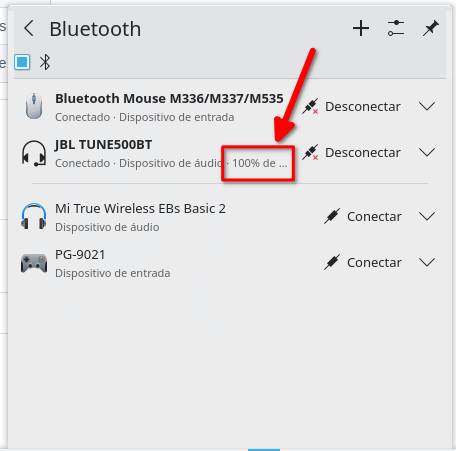 Bluetooth
Bluetooth Mouse M336/M337/M535
Conectado · Dispositivo de entrada
Desconectar
JBL TUNE500BT
Conectado · Dispositivo de áudio · 100% de ...
Desconectar
Mi True Wireless EBs Basic 2
Dispositivo de áudio
Conectar
PG-9021
Dispositivo de entrada
Conectar